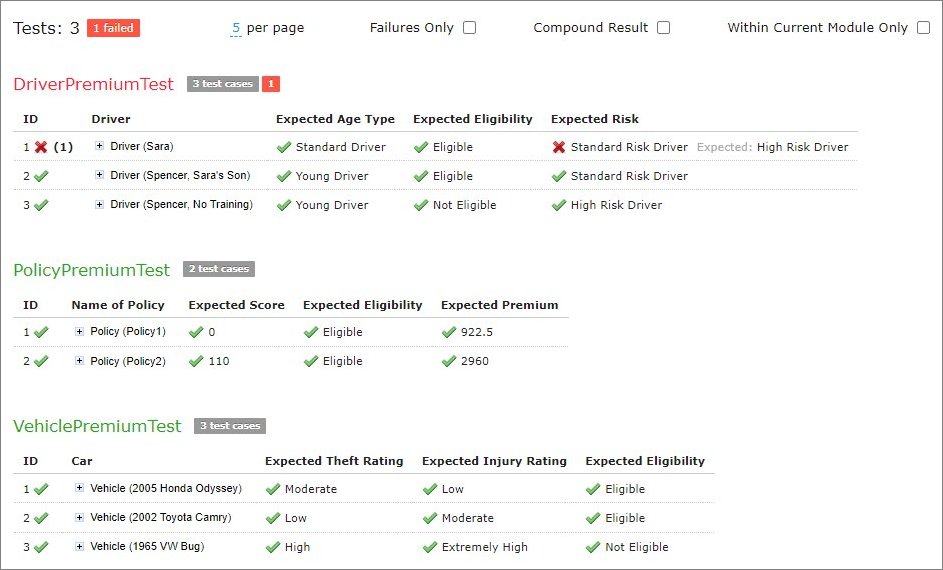 Tests: 3 1 failed 5 per page Failures Only Compound Result Within Current Module Only
DriverPremiumTest 3 test cases 1
ID Driver Expected Age Type Expected Eligibility Expected Risk
1 (1) Driver (Sara) Standard Driver Eligible Standard Risk Driver Expected: High Risk Driver
2 Driver (Spencer, Sara's Son) Young Driver Eligible Standard Risk Driver
3 Driver (Spencer, No Training) Young Driver Not Eligible High Risk Driver
PolicyPremiumTest 2 test cases
ID Name of Policy Expected Score Expected Eligibility Expected Premium
1 Policy (Policy1) 0 Eligible 922.5
2 Policy (Policy2) 110 Eligible 2960
VehiclePremiumTest 3 test cases
ID Car Expected Theft Rating Expected Injury Rating Expected Eligibility
1 Vehicle (2005 Honda Odyssey) Moderate Low Eligible
2 Vehicle (2002 Toyota Camry) Low Moderate Eligible
3 Vehicle (1965 VW Bug) High Extremely High Not Eligible